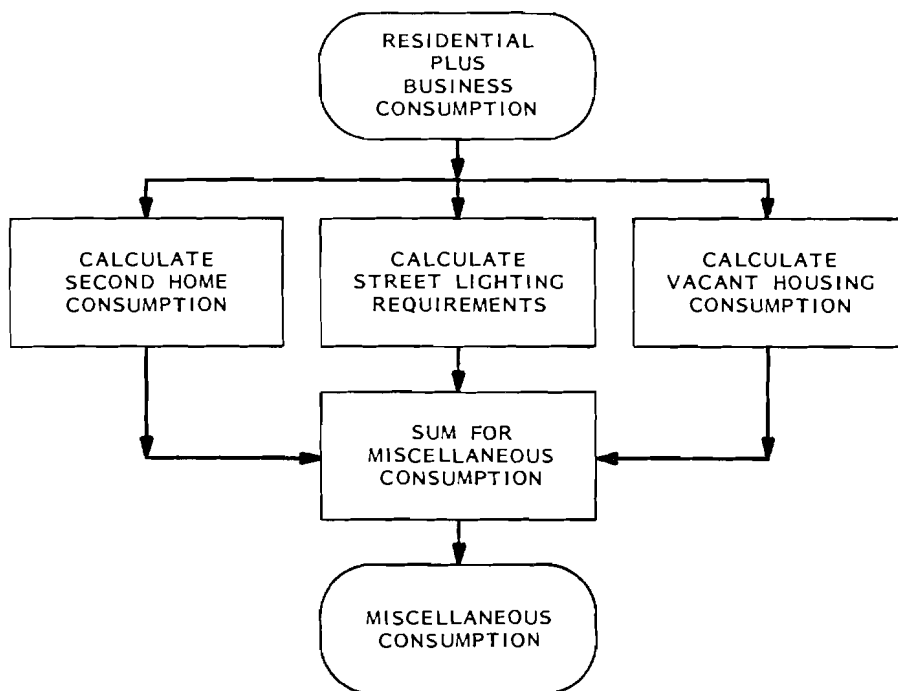 RESIDENTIAL
PLUS
BUSINESS
CONSUMPTION
CALCULATE
SECOND HOME
CONSUMPTION
CALCULATE
STREET LIGHTING
REQUIREMENTS
CALCULATE
VACANT HOUSING
CONSUMPTION
SUM FOR
MISCELLANEOUS
CONSUMPTION
MISCELLANEOUS
CONSUMPTION